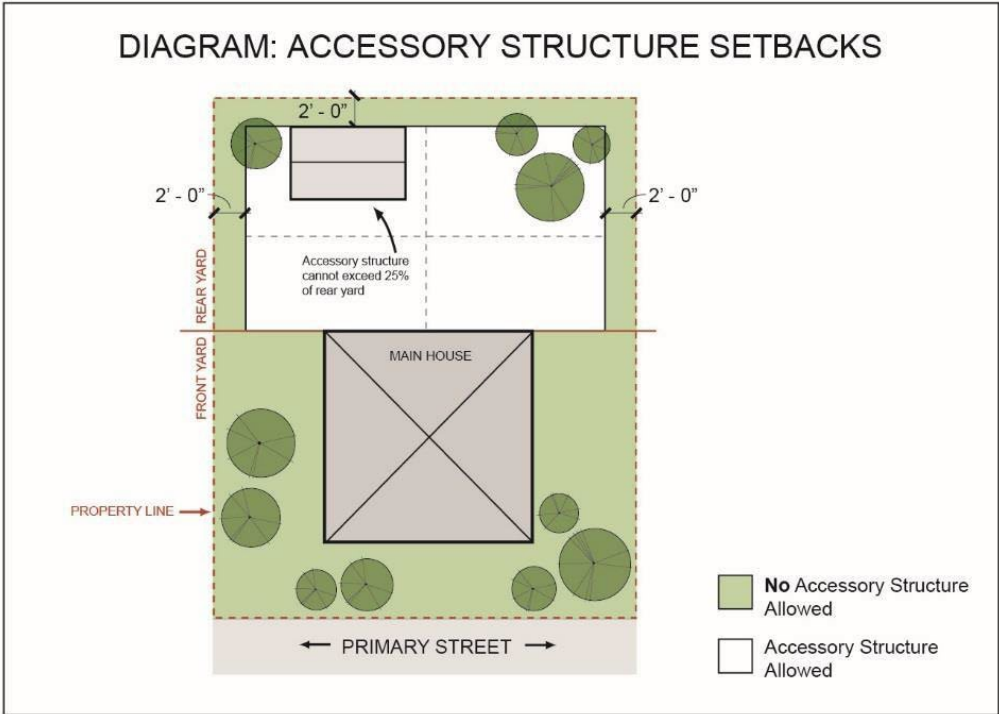 DIAGRAM: ACCESSORY STRUCTURE SETBACKS
2' - 0"
2' - 0"
2' - 0"
Accessory structure
cannot exceed 25%
of rear yard
REAR YARD
FRONT YARD
MAIN HOUSE
PROPERTY LINE
No Accessory Structure
Allowed
Accessory Structure
Allowed
PRIMARY STREET